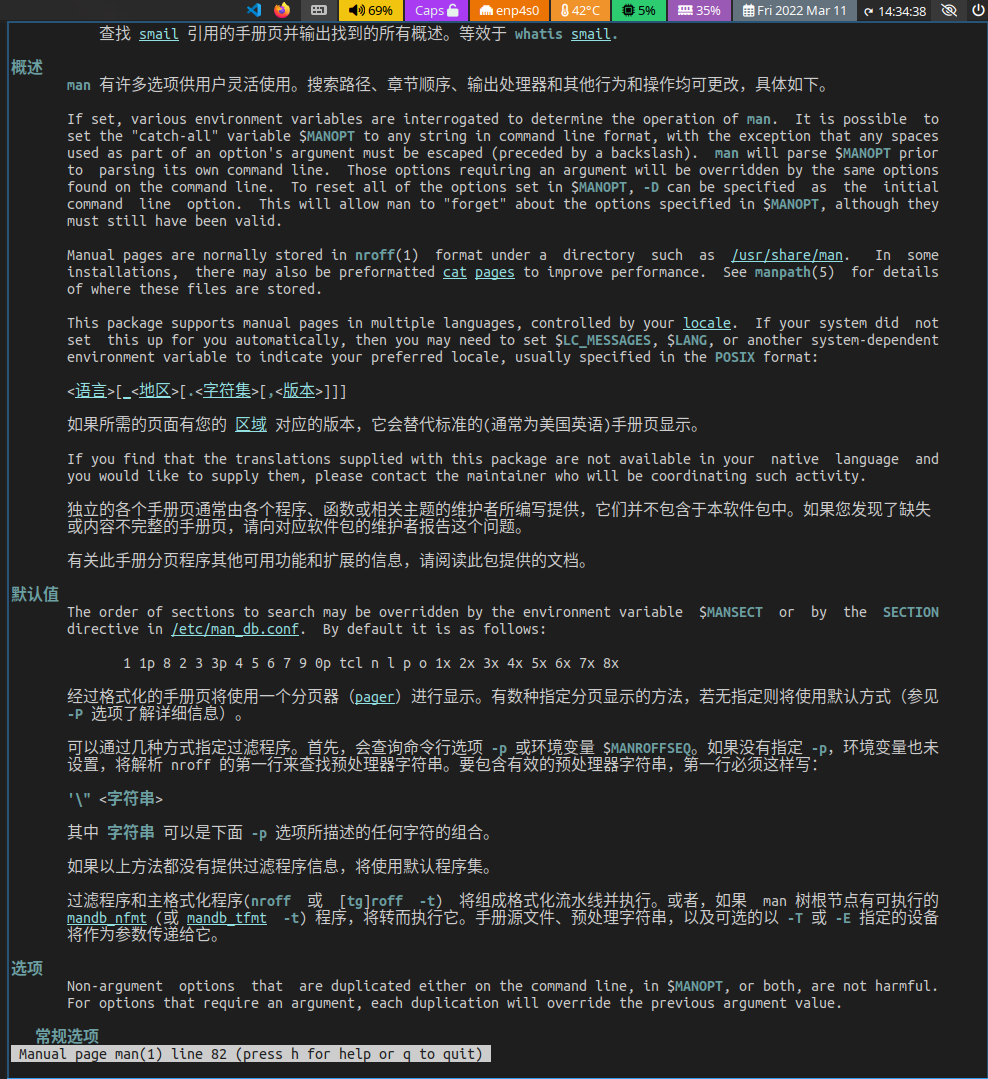 69% Caps enp4s0 42°C 5% 35% Fri 2022 Mar 11 14:34:38
查找 smail 引用的手册页并输出找到的所有概述。等效于 whatis smail.
概述
man 有许多选项供用户灵活使用。搜索路径、章节顺序、输出处理器和其他行为和操作均可更改，具体如下。
If set, various environment variables are interrogated to determine the operation of man.  It is possible  to
set the "catch-all" variable $MANOPT to any string in command line format, with the exception that any spaces
used as part of an option's argument must be escaped (preceded by a backslash).  man will parse $MANOPT prior
to  parsing its own command line.  Those options requiring an argument will be overridden by the same options
found on the command line.  To reset all of the options set in $MANOPT, -D can be specified  as  the  initial
command  line  option.  This will allow man to "forget" about the options specified in $MANOPT, although they
must still have been valid.
Manual pages are normally stored in nroff(1)  format under a  directory  such  as  /usr/share/man.   In  some
installations,  there may also be preformatted cat pages to improve performance.  See manpath(5)  for details
of where these files are stored.
This package supports manual pages in multiple languages, controlled by your locale.  If your system did  not
set  this up for you automatically, then you may need to set $LC_MESSAGES, $LANG, or another system-dependent
environment variable to indicate your preferred locale, usually specified in the POSIX format:
<语言>[_<地区>[.<字符集>[,<版本>]]]
如果所需的页面有您的 区域 对应的版本，它会替代标准的(通常为美国英语)手册页显示。
If you find that the translations supplied with this package are not available in your  native  language  and
you would like to supply them, please contact the maintainer who will be coordinating such activity.
独立的各个手册页通常由各个程序、函数或相关主题的维护者所编写提供，它们并不包含于本软件包中。如果您发现了缺失
或内容不完整的手册页，请向对应软件包的维护者报告这个问题。
有关此手册分页程序其他可用功能和扩展的信息，请阅读此包提供的文档。
默认值
The order of sections to search may be overridden by the environment variable  $MANSECT  or  by  the  SECTION
directive in /etc/man_db.conf.  By default it is as follows:
1 1p 8 2 3 3p 4 5 6 7 9 0p tcl n l p o 1x 2x 3x 4x 5x 6x 7x 8x
经过格式化的手册页将使用一个分页器（pager）进行显示。有数种指定分页显示的方法，若无指定则将使用默认方式（参见
-P 选项了解详细信息）。
可以通过几种方式指定过滤程序。首先，会查询命令行选项 -p 或环境变量 $MANROFFSEQ。如果没有指定 -p，环境变量也未
设置，将解析 nroff 的第一行来查找预处理器字符串。要包含有效的预处理器字符串，第一行必须这样写：
'\" <字符串>
其中 字符串 可以是下面 -p 选项所描述的任何字符的组合。
如果以上方法都没有提供过滤程序信息，将使用默认程序集。
过滤程序和主格式化程序(nroff  或  [tg]roff  -t)  将组成格式化流水线并执行。或者，如果  man 树根节点有可执行的
mandb_nfmt (或 mandb_tfmt  -t) 程序，将转而执行它。手册源文件、预处理字符串，以及可选的以 -T 或 -E 指定的设备
将作为参数传递给它。
选项
Non-argument  options  that  are duplicated either on the command line, in $MANOPT, or both, are not harmful.
For options that require an argument, each duplication will override the previous argument value.
常规选项
Manual page man(1) line 82 (press h for help or q to quit)